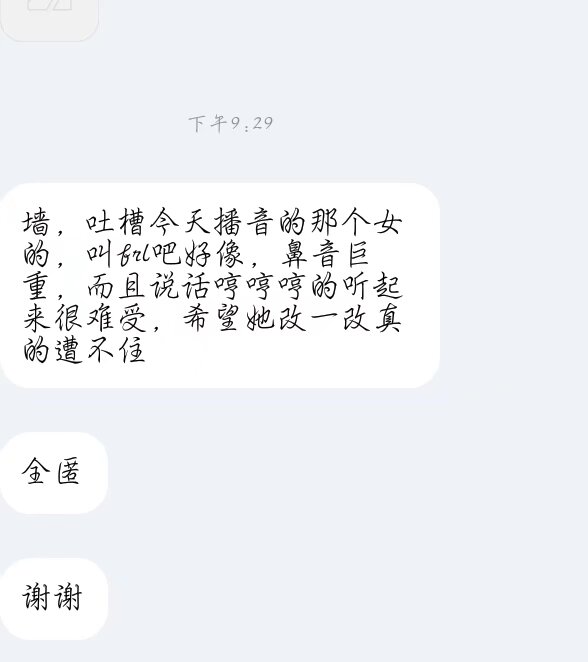 下午9:29
墙，吐槽今天播音的那个女
的，叫frl吧好像，鼻音巨
重，而且说话哼哼哼的听起
来很难受，希望她改一改真
的遭不住
全匿
谢谢